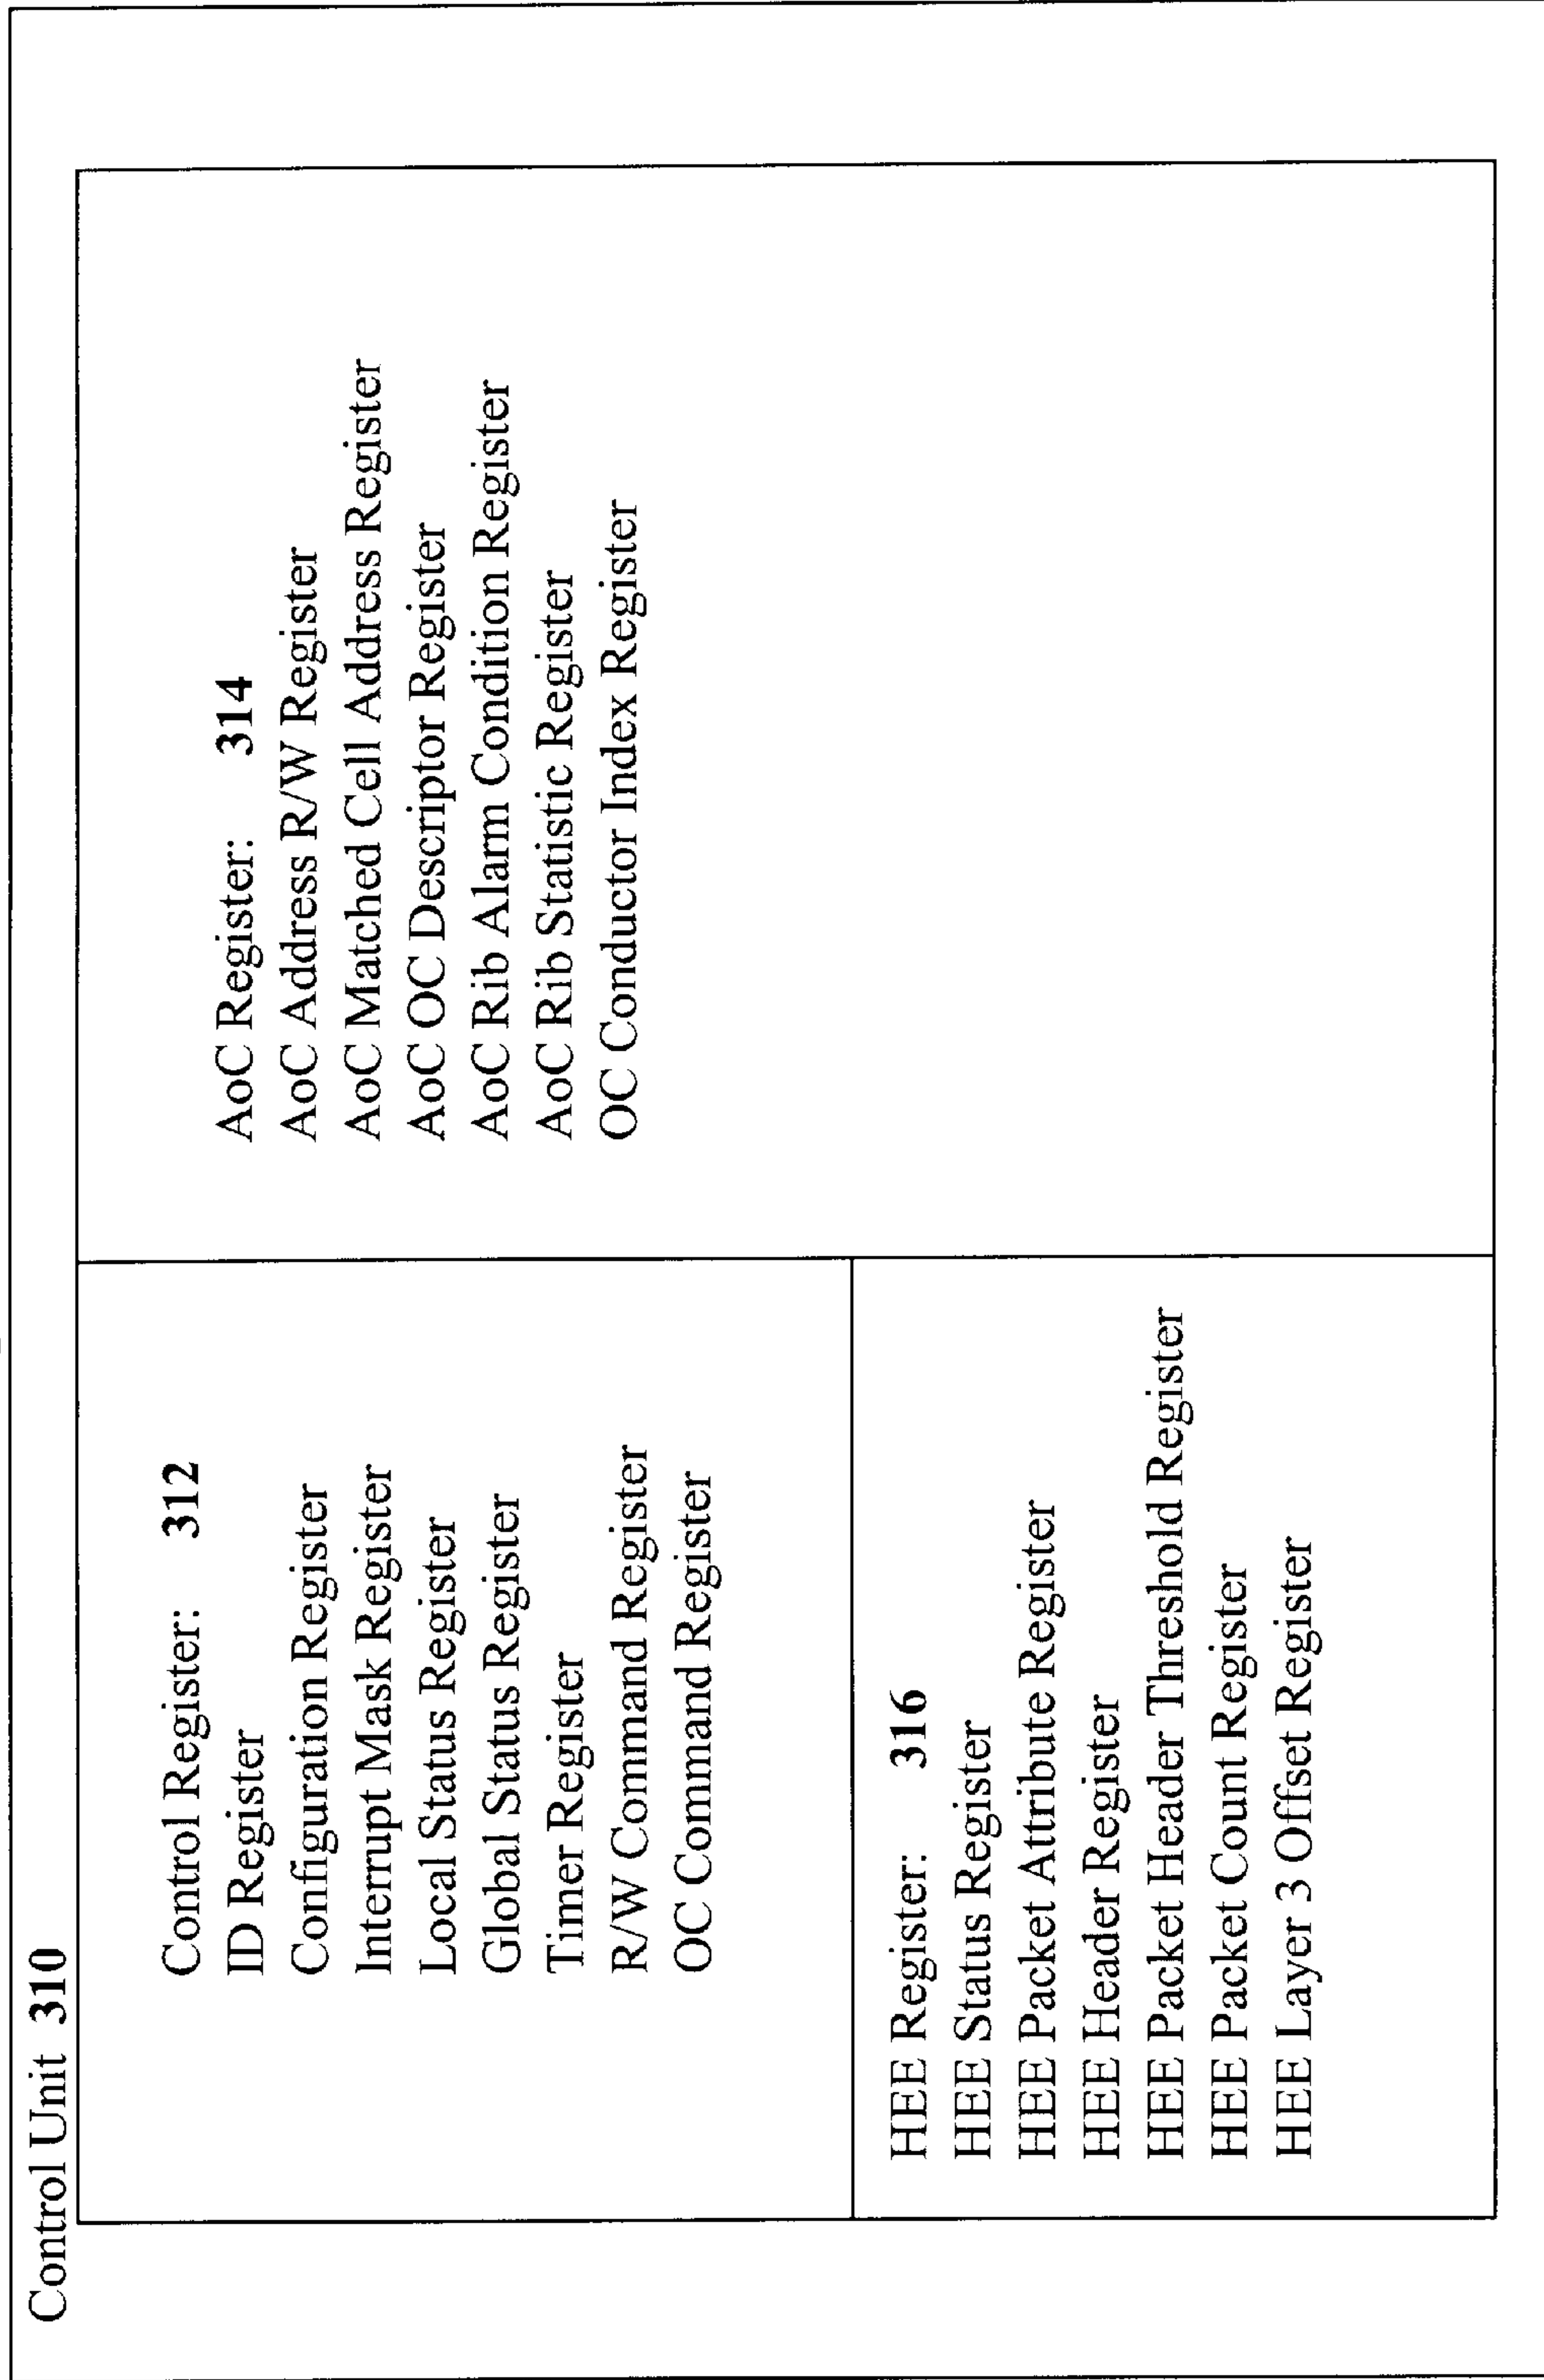 Control Unit 310
Control Register: 312
ID Register
Configuration Register
Interrupt Mask Register
Local Status Register
Global Status Register
Timer Register
R/W Command Register
OC Command Register
HEE Register: 316
HEE Status Register
HEE Packet Attribute Register
HEE Header Register
HEE Packet Header Threshold Register
HEE Packet Count Register
HEE Layer 3 Offset Register
AoC Register: 314
AoC Address R/W Register
AoC Matched Cell Address Register
AoC OC Descriptor Register
AoC Rib Alarm Condition Register
AoC Rib Statistic Register
OC Conductor Index Register